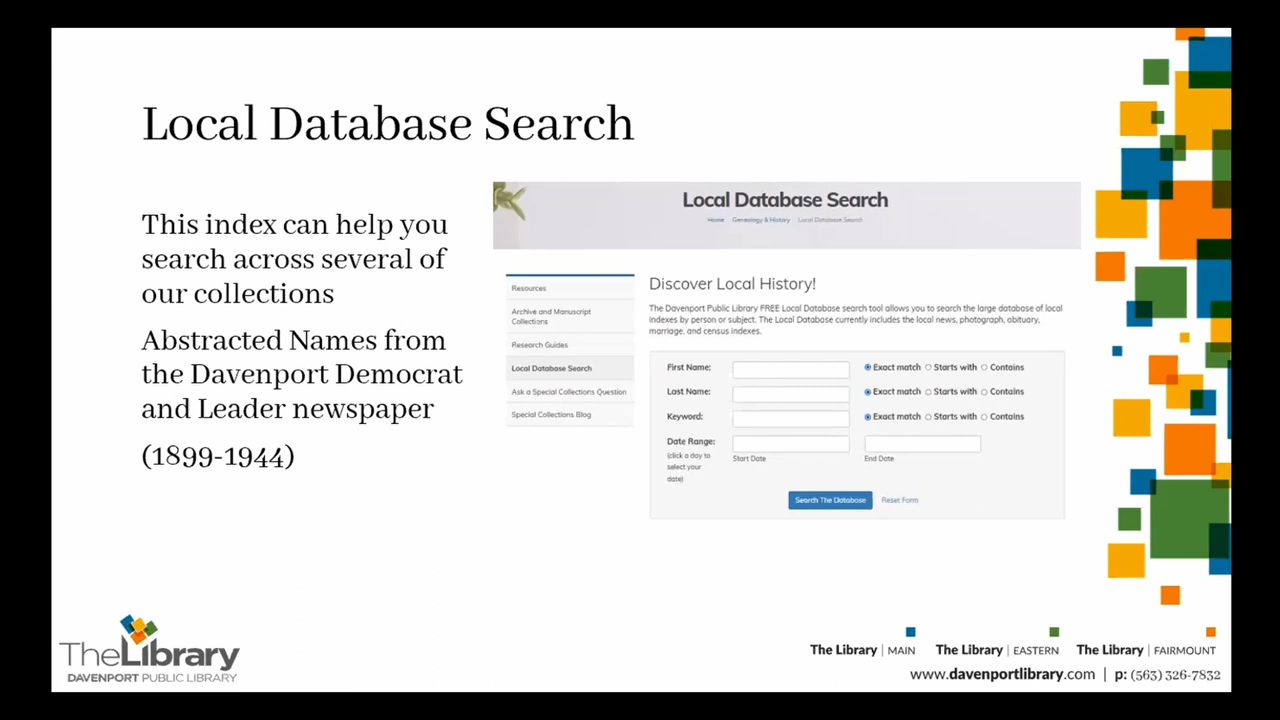 Local Database Search
This index can help you
search across several of
our collections
Abstracted Names from
the Davenport Democrat
and Leader newspaper
(1899-1944)
Local Database Search
Home Genealogy & History Local Database Search
Resources
Archive and Manuscript
Collections
Research Guides
Local Database Search
Ask a Special Collections Question
Special Collections Blog
Discover Local History!
The Davenport Public Library FREE Local Database search tool allows you to search the large database of local
indexes by person or subject. The Local Database currently includes the local news, photograph, obituary,
marriage, and census indexes.
First Name: Exact match Starts with Contains
Last Name: Exact match Starts with Contains
Keyword: Exact match Starts with Contains
Date Range:
(click a day to
select your
date)
Start Date End Date
Search The Database Reset Form
TheLibrary
DAVENPORT PUBLIC LIBRARY
The Library | MAIN The Library | EASTERN The Library | FAIRMOUNT
www.davenportlibrary.com | p: (563) 326-7832